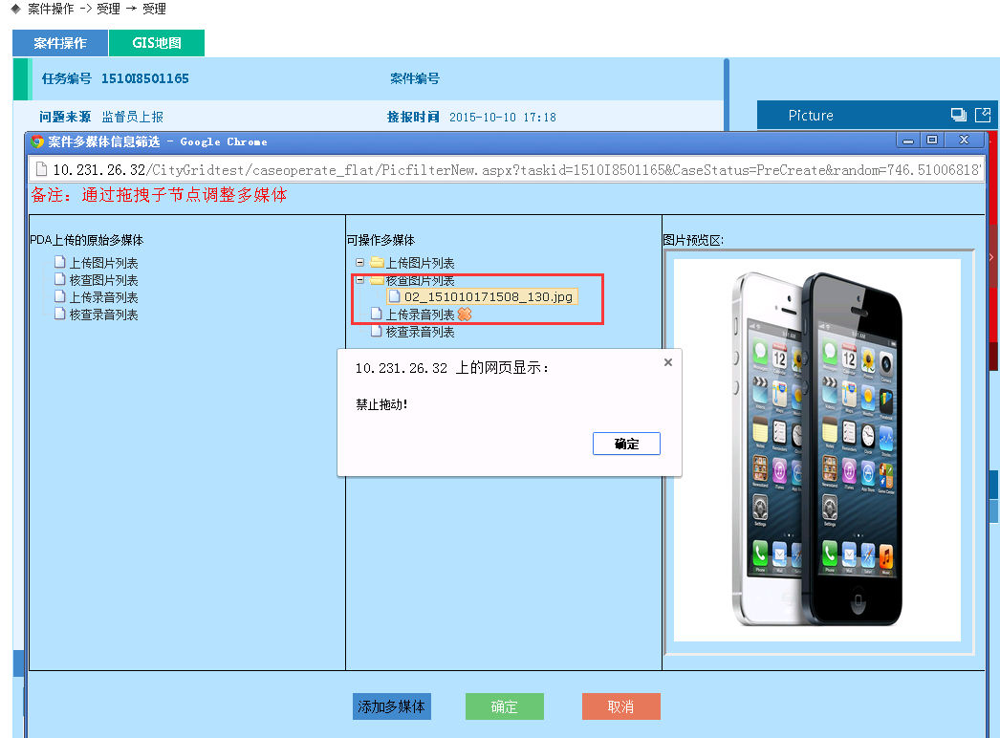 ◆ 案件操作 -> 受理 → 受理
案件操作 GIS地图
任务编号 1510I8501165 案件编号
问题来源 监督员上报 接报时间 2015-10-10 17:18
Picture
案件多媒体信息筛选 - Google Chrome
10.231.26.32/CityGridtest/caseoperate_flat/PicfilterNew.aspx?taskid=1510I8501165&CaseStatus=PreCreate&random=746.51006818
备注：通过拖拽子节点调整多媒体
PDA上传的原始多媒体
上传图片列表
核查图片列表
上传录音列表
核查录音列表
可操作多媒体
上传图片列表
核查图片列表
02_151010171508_130.jpg
上传录音列表
核查录音列表
图片预览区:
10.231.26.32 上的网页显示：
禁止拖动！
确定
添加多媒体 确定 取消